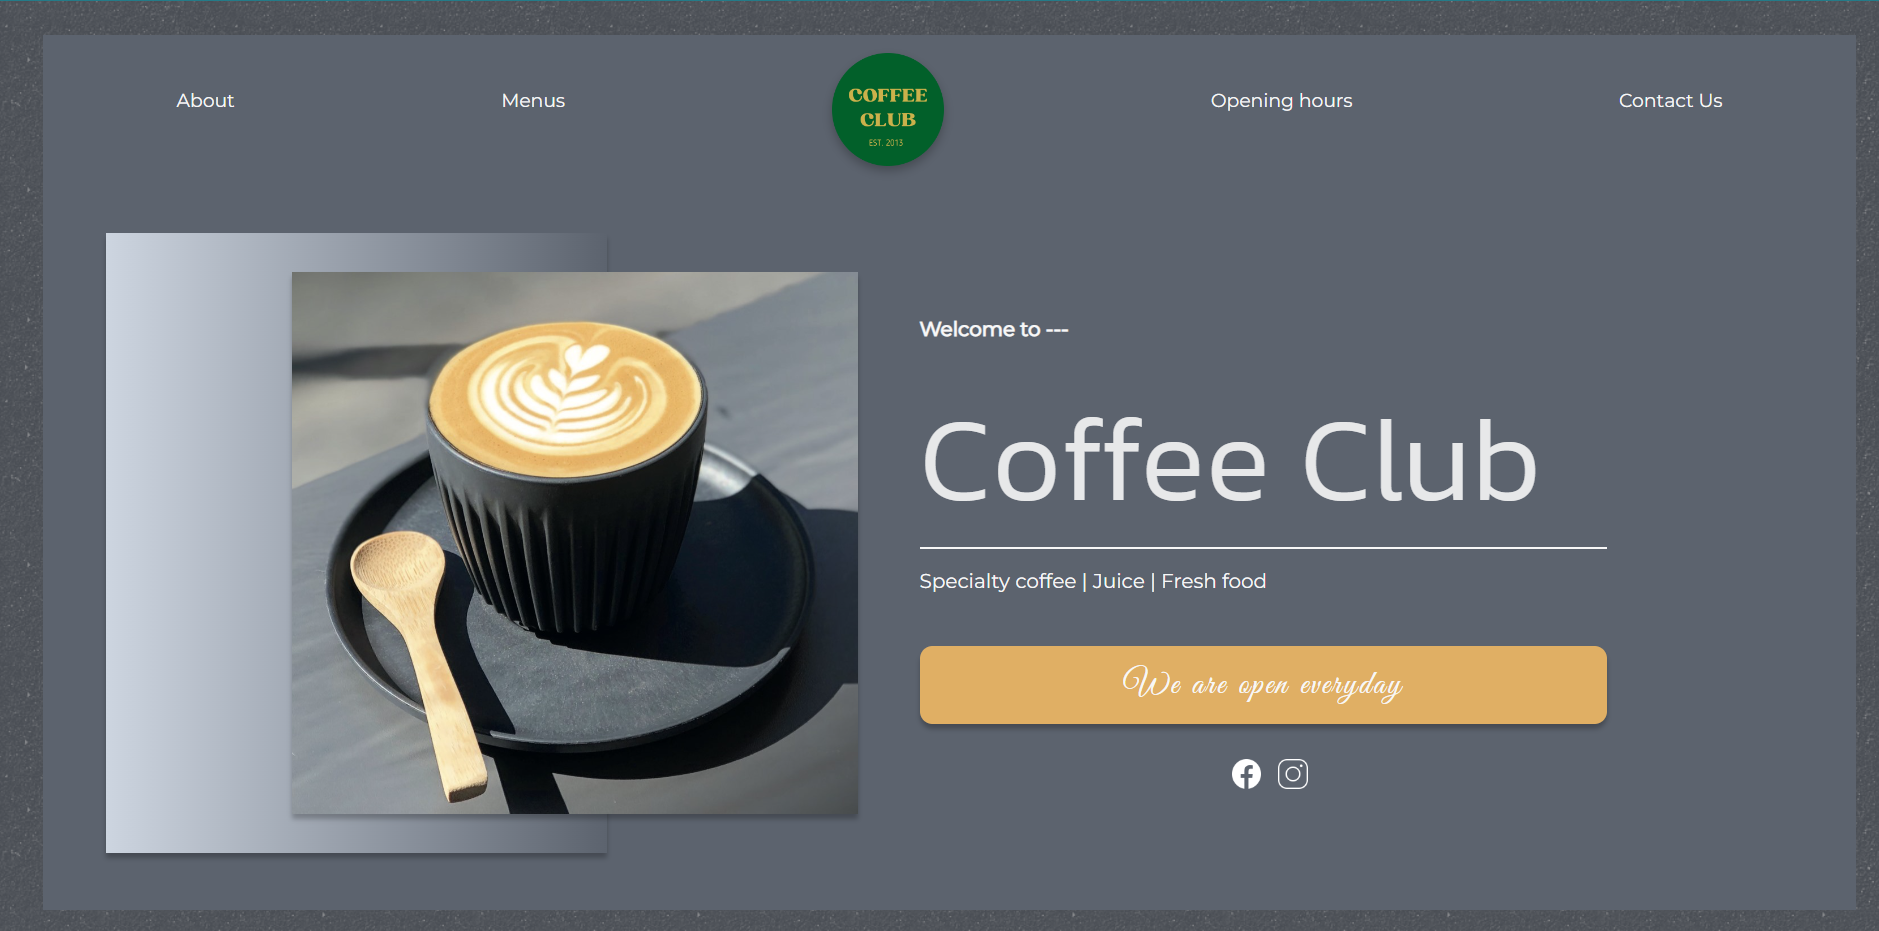 About
Menus
COFFEE
CLUB
EST. 2013
Opening hours
Contact Us
Welcome to ---
Coffee Club
Specialty coffee | Juice | Fresh food
We are open everyday